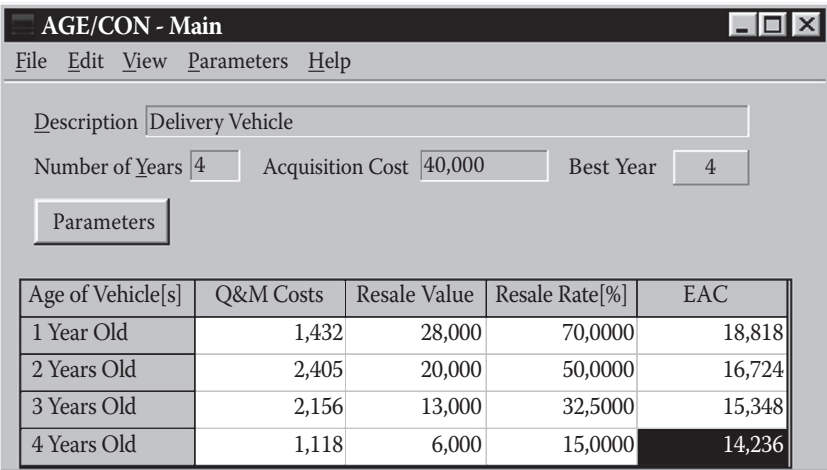 AGE/CON - Main
File Edit View Parameters Help
Description Delivery Vehicle
Number of Years 4 Acquisition Cost 40,000 Best Year 4
Parameters
Age of Vehicle[s] Q&M Costs Resale Value Resale Rate[%] EAC
1 Year Old 1,432 28,000 70,0000 18,818
2 Years Old 2,405 20,000 50,0000 16,724
3 Years Old 2,156 13,000 32,5000 15,348
4 Years Old 1,118 6,000 15,0000 14,236